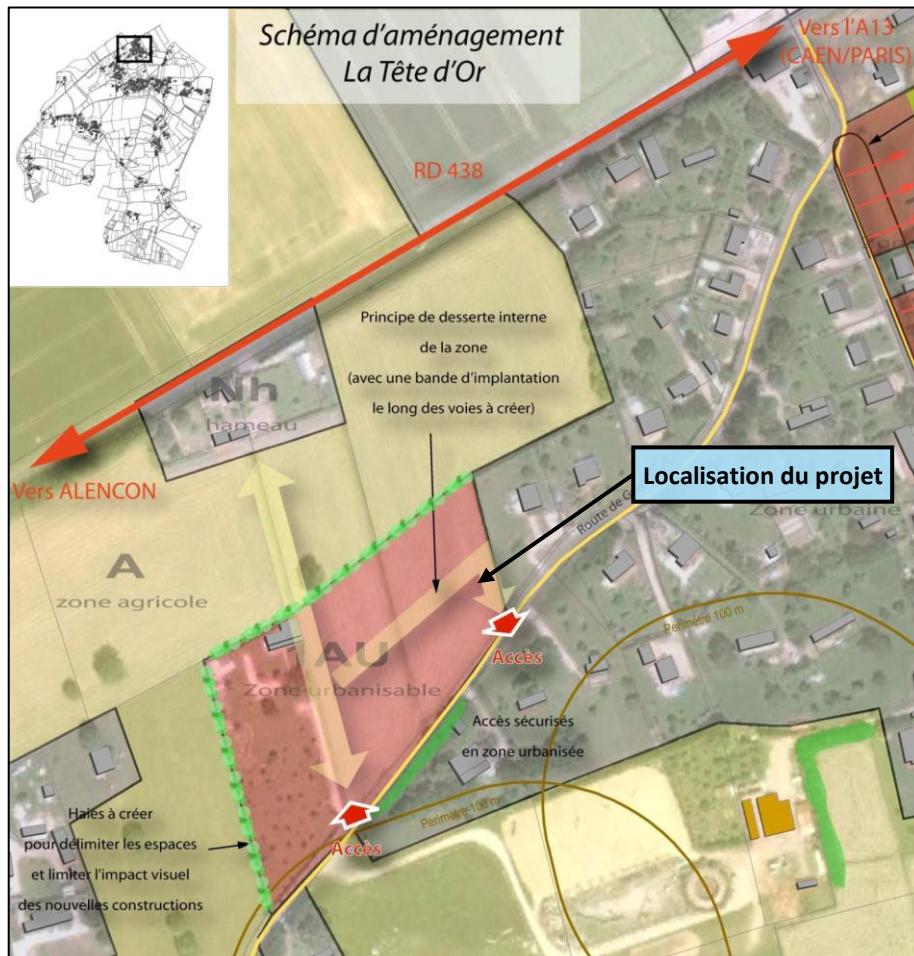 Schéma d'aménagement
La Tête d'Or
Vers l'A13
(CAEN/PARIS)
RD 438
Principe de desserte interne
de la zone
(avec une bande d'implantation
le long des voies à créer)
Nh
hameau
Vers ALENCON
Localisation du projet
Route de
Zone urbaine
A
zone agricole
Périmètre 100 m
Accès
1AU
Zone urbanisable
Accès sécurisés
en zone urbanisée
Haies à créer
pour délimiter les espaces
et limiter l'impact visuel
des nouvelles constructions
Périmètre 100 m
Accès